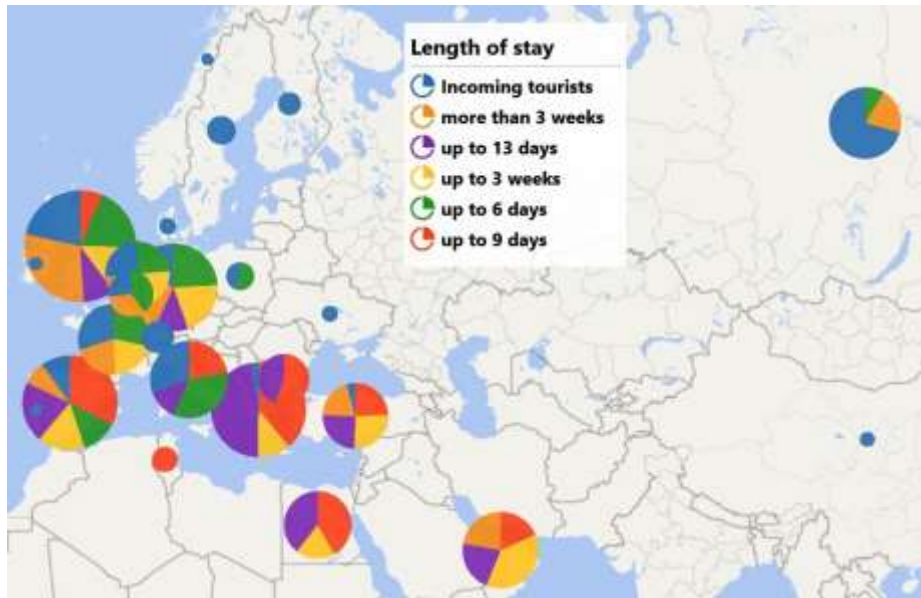 Length of stay
Incoming tourists
more than 3 weeks
up to 13 days
up to 3 weeks
up to 6 days
up to 9 days